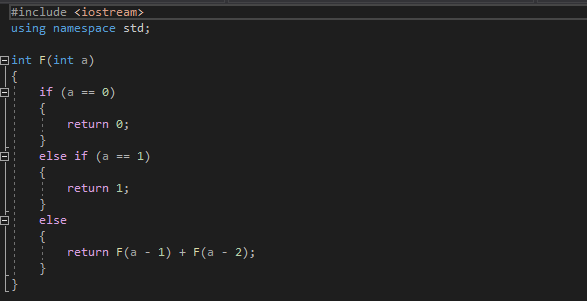 #include <iostream>
using namespace std;
int F(int a)
{
if (a == 0)
{
return 0;
}
else if (a == 1)
{
return 1;
}
else
{
return F(a - 1) + F(a - 2);
}
}